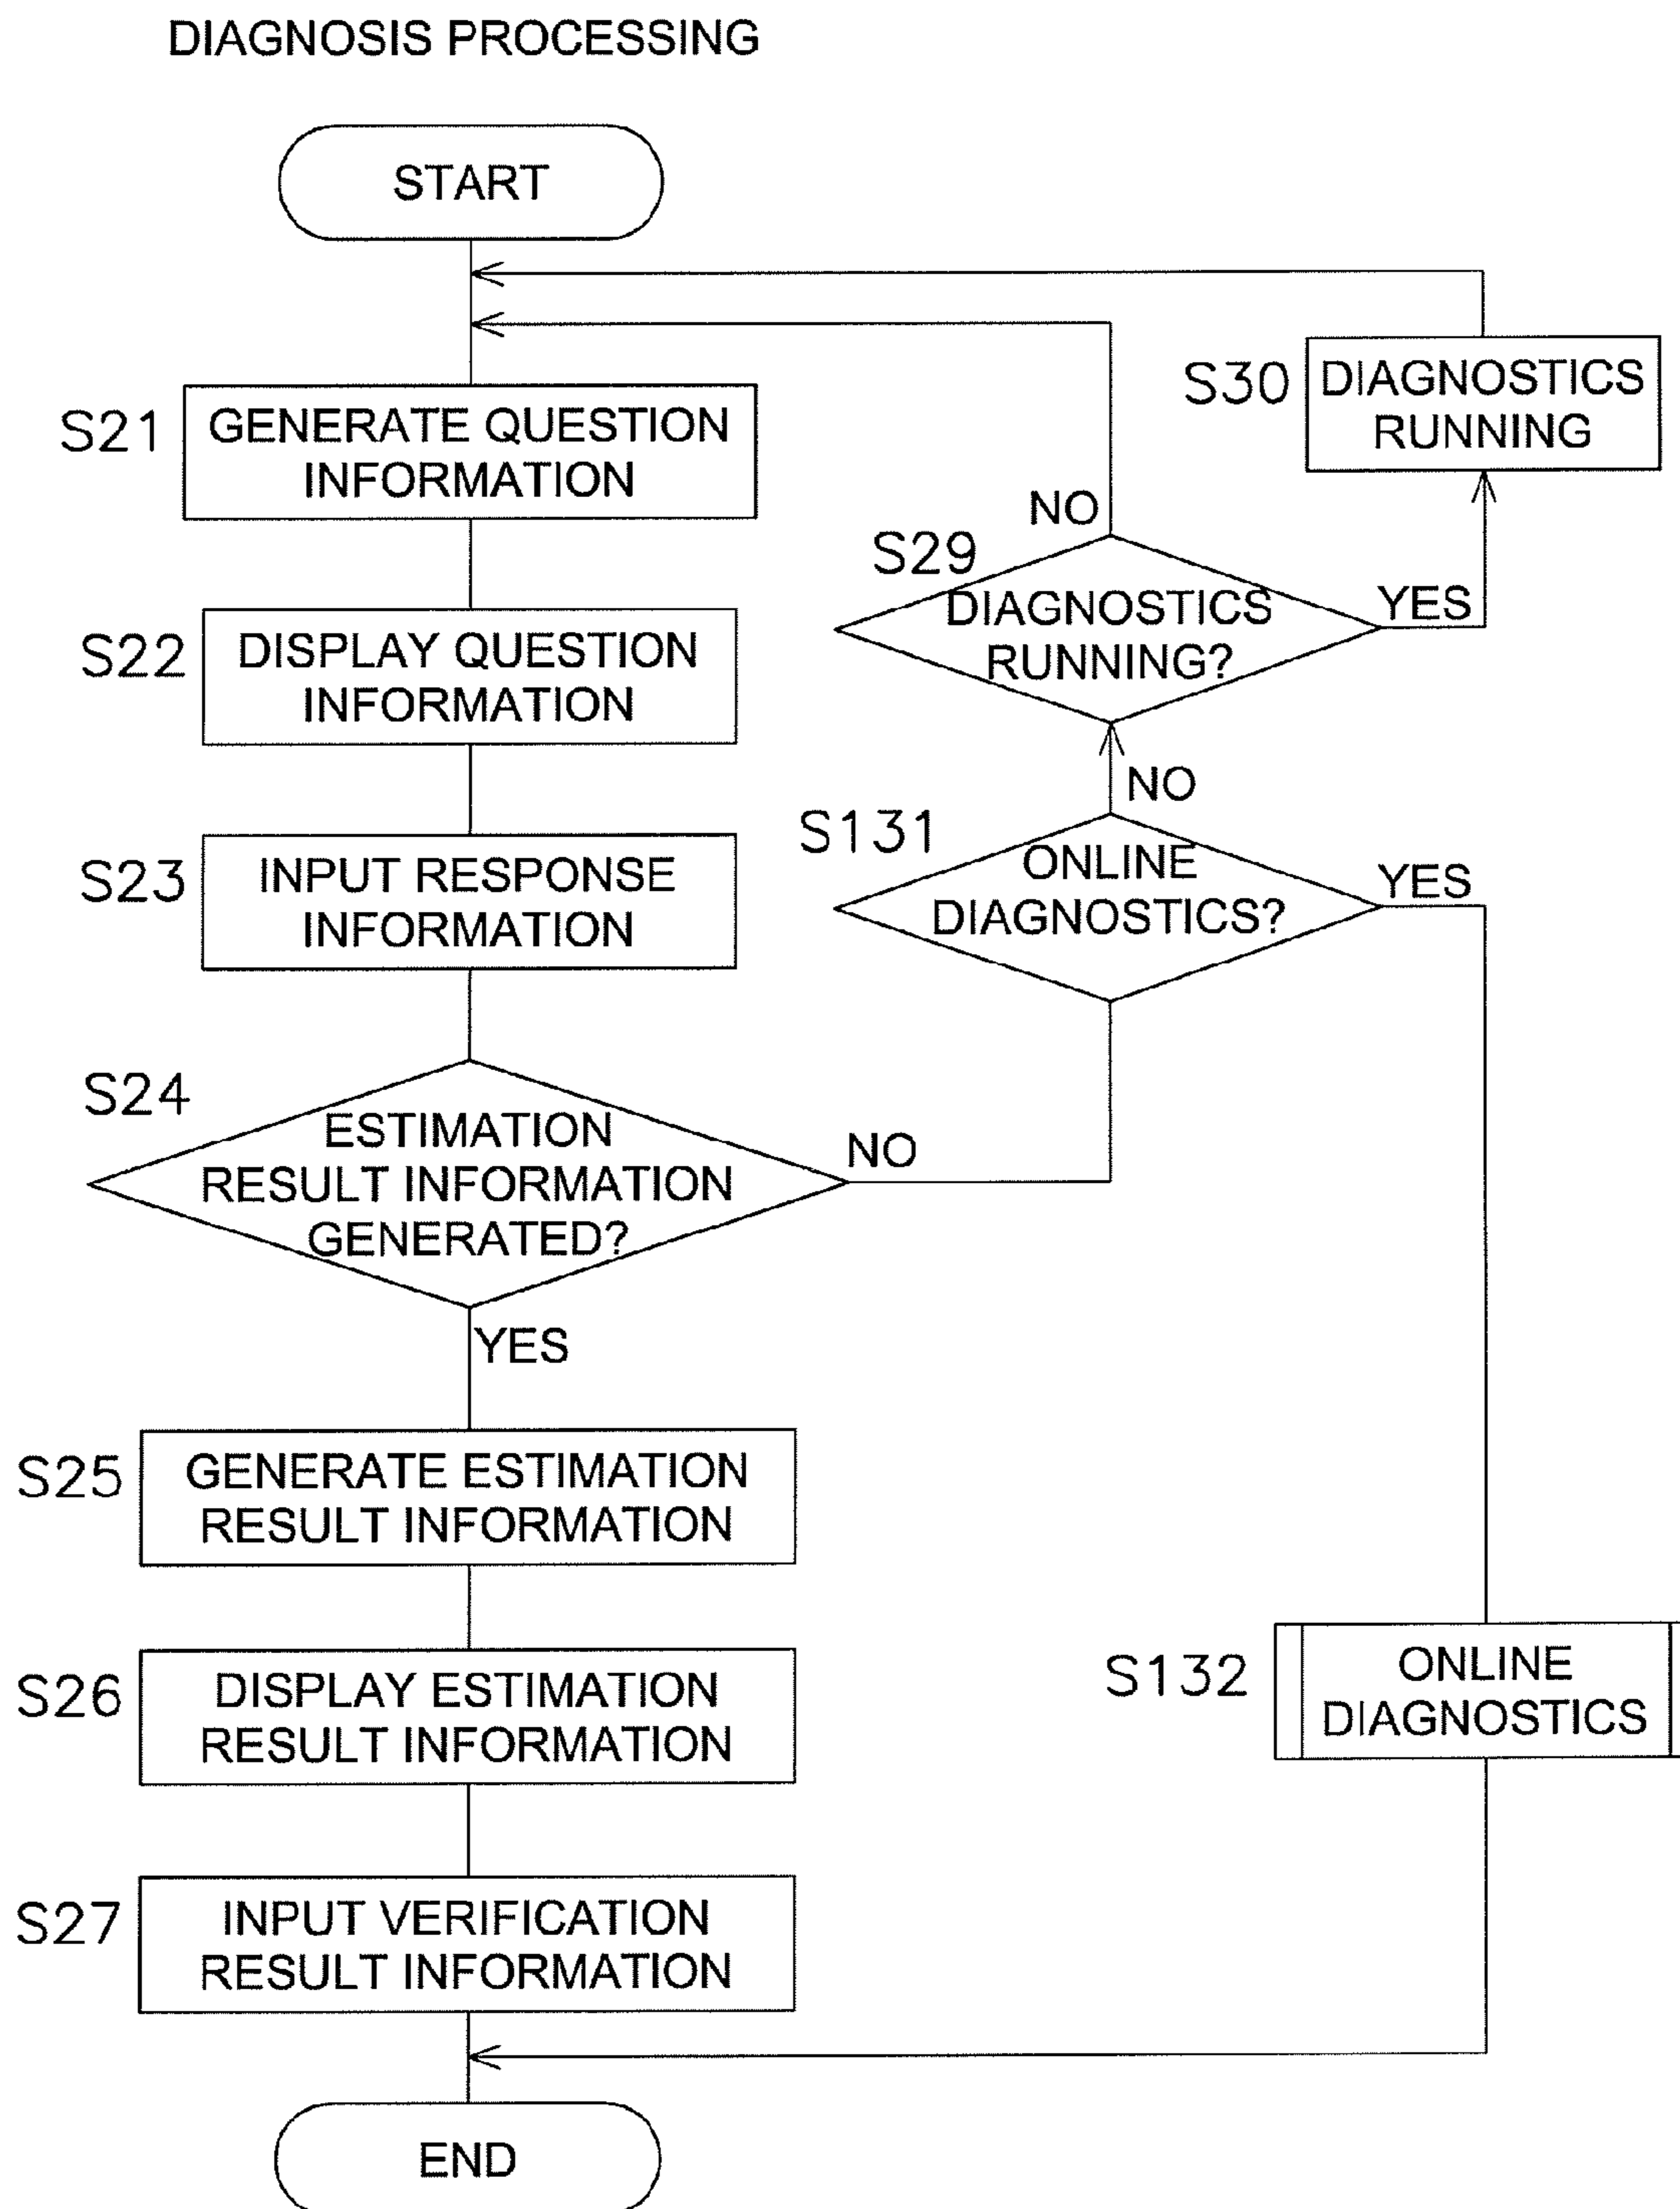 DIAGNOSIS PROCESSING
START
S21
GENERATE QUESTION
INFORMATION
S22
DISPLAY QUESTION
INFORMATION
S23
INPUT RESPONSE
INFORMATION
S24
ESTIMATION
RESULT INFORMATION
GENERATED?
NO
YES
S25
GENERATE ESTIMATION
RESULT INFORMATION
S26
DISPLAY ESTIMATION
RESULT INFORMATION
S27
INPUT VERIFICATION
RESULT INFORMATION
END
S30
DIAGNOSTICS
RUNNING
NO
S29
DIAGNOSTICS
RUNNING?
YES
NO
S131
ONLINE
DIAGNOSTICS?
YES
S132
ONLINE
DIAGNOSTICS